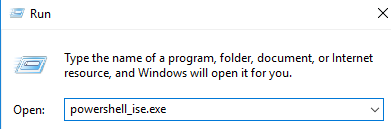 Run
Type the name of a program, folder, document, or Internet
resource, and Windows will open it for you.
Open: powershell_ise.exe